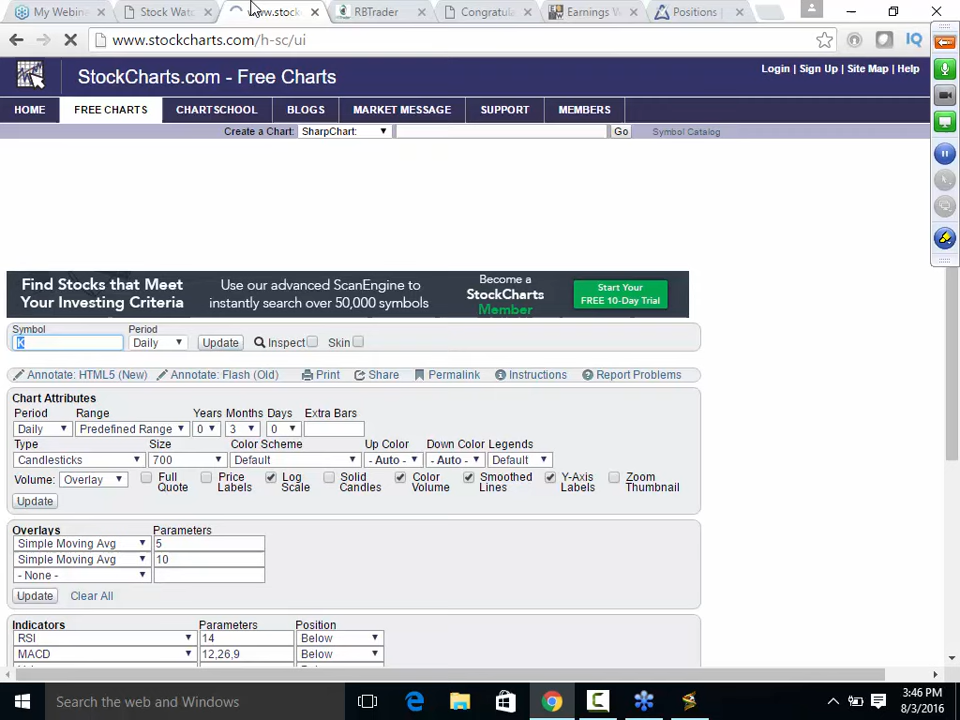 My Webine
Stock Wat
www.stock
RBTrader
Congratula
Earnings W
Positions |
www.stockcharts.com/h-sc/ui
IQ
StockCharts.com - Free Charts
Login | Sign Up | Site Map | Help
HOME FREE CHARTS CHARTSCHOOL BLOGS MARKET MESSAGE SUPPORT MEMBERS
Create a Chart: SharpChart: Go Symbol Catalog
Find Stocks that Meet
Your Investing Criteria
Use our advanced ScanEngine to
instantly search over 50,000 symbols
Become a
StockCharts
Member
Start Your
FREE 10-Day Trial
Symbol Period
K Daily Update Inspect Skin
Annotate: HTML5 (New) Annotate: Flash (Old) Print Share Permalink Instructions Report Problems
Chart Attributes
Period Range Years Months Days Extra Bars
Daily Predefined Range 0 3 0
Type Size Color Scheme Up Color Down Color Legends
Candlesticks 700 Default - Auto - - Auto - Default
Volume: Overlay Full Quote Price Labels Log Scale Solid Candles Color Volume Smoothed Lines Y-Axis Labels Zoom Thumbnail
Update
Overlays Parameters
Simple Moving Avg 5
Simple Moving Avg 10
- None -
Update Clear All
Indicators Parameters Position
RSI 14 Below
MACD 12,26,9 Below
Search the web and Windows
3:46 PM
8/3/2016